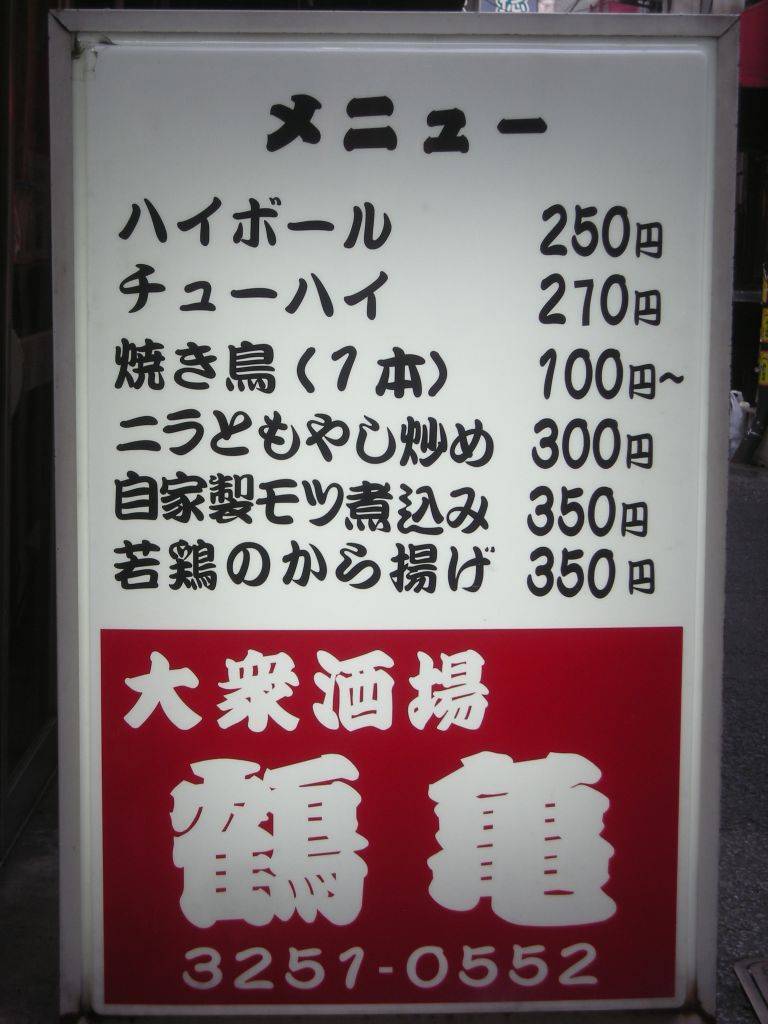 メニュー
ハイボール 250円
チューハイ 270円
焼き鳥(1本) 100円~
ニラともやし炒め 300円
自家製モツ煮込み 350円
若鶏のから揚げ 350円
大衆酒場
鶴亀
3251-0552